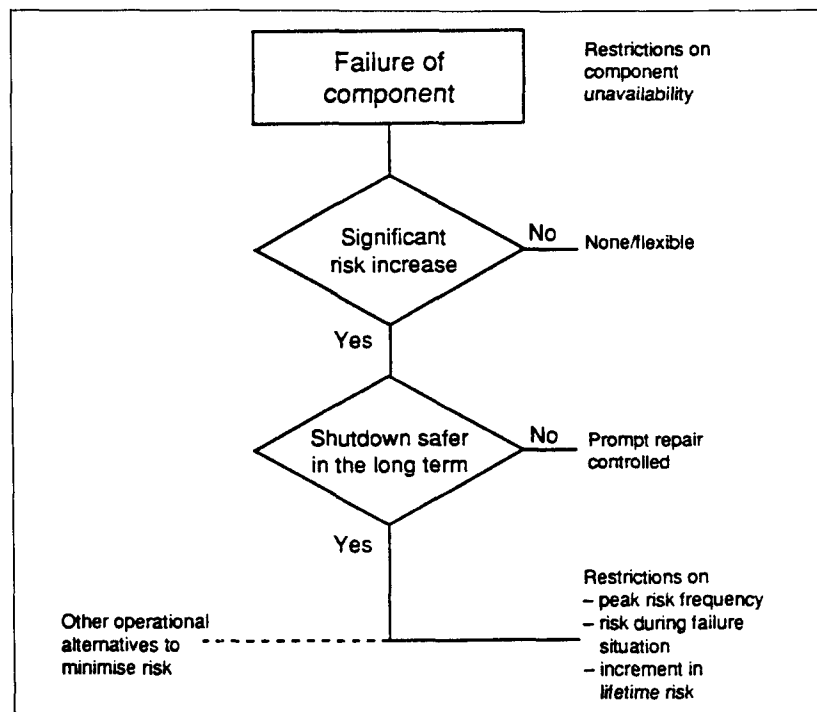 Failure of
component
Restrictions on
component
unavailability
Significant
risk increase
No
None/flexible
Yes
Shutdown safer
in the long term
No
Prompt repair
controlled
Yes
Other operational
alternatives to
minimise risk
Restrictions on
– peak risk frequency
– risk during failure
situation
– increment in
lifetime risk